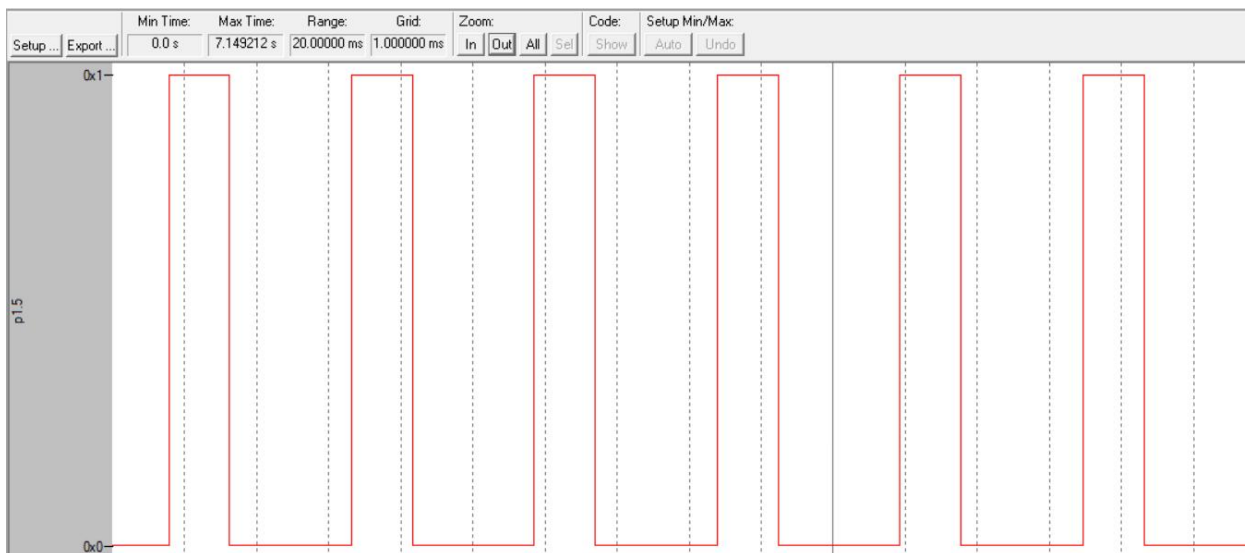 Min Time: Max Time: Range: Grid: Zoom: Code: Setup Min/Max:
Setup ... Export ... 0.0 s 7.149212 s 20.00000 ms 1.000000 ms In Out All Sel Show Auto Undo
0x1
p1.5
0x0